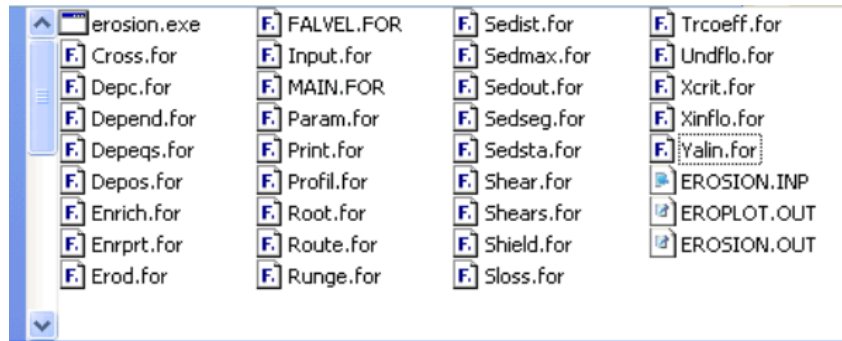 erosion.exe
Cross.for
Depc.for
Depend.for
Depeqs.for
Depos.for
Enrich.for
Enrprt.for
Erod.for
FALVEL.FOR
Input.for
MAIN.FOR
Param.for
Print.for
Profil.for
Root.for
Route.for
Runge.for
Sedist.for
Sedmax.for
Sedout.for
Sedseg.for
Sedsta.for
Shear.for
Shears.for
Shield.for
Sloss.for
Trcoeff.for
Undflo.for
Xcrit.for
Xinflo.for
Yalin.for
EROSION.INP
EROPLOT.OUT
EROSION.OUT